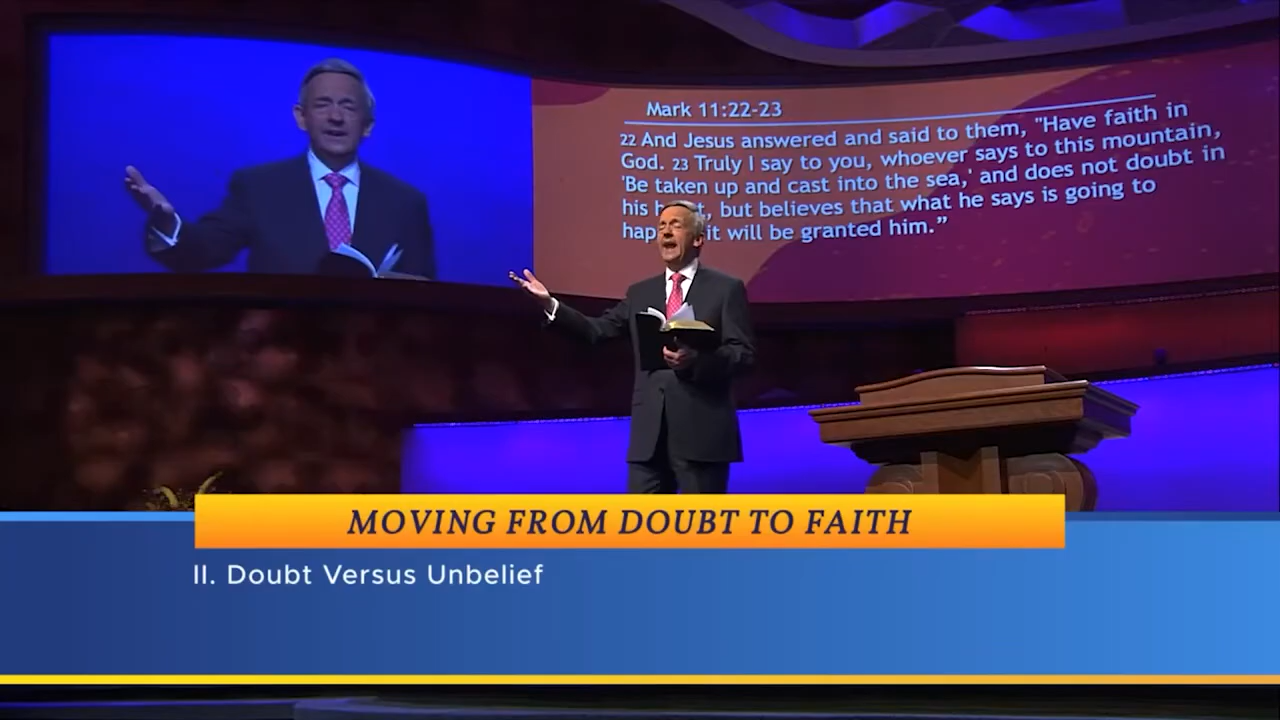 Mark 11:22-23
22 And Jesus answered and said to them, "Have faith in
God. 23 Truly I say to you, whoever says to this mountain,
'Be taken up and cast into the sea,' and does not doubt in
his but believes that what he says is going to
it will be granted him.”
MOVING FROM DOUBT TO FAITH
II. Doubt Versus Unbelief